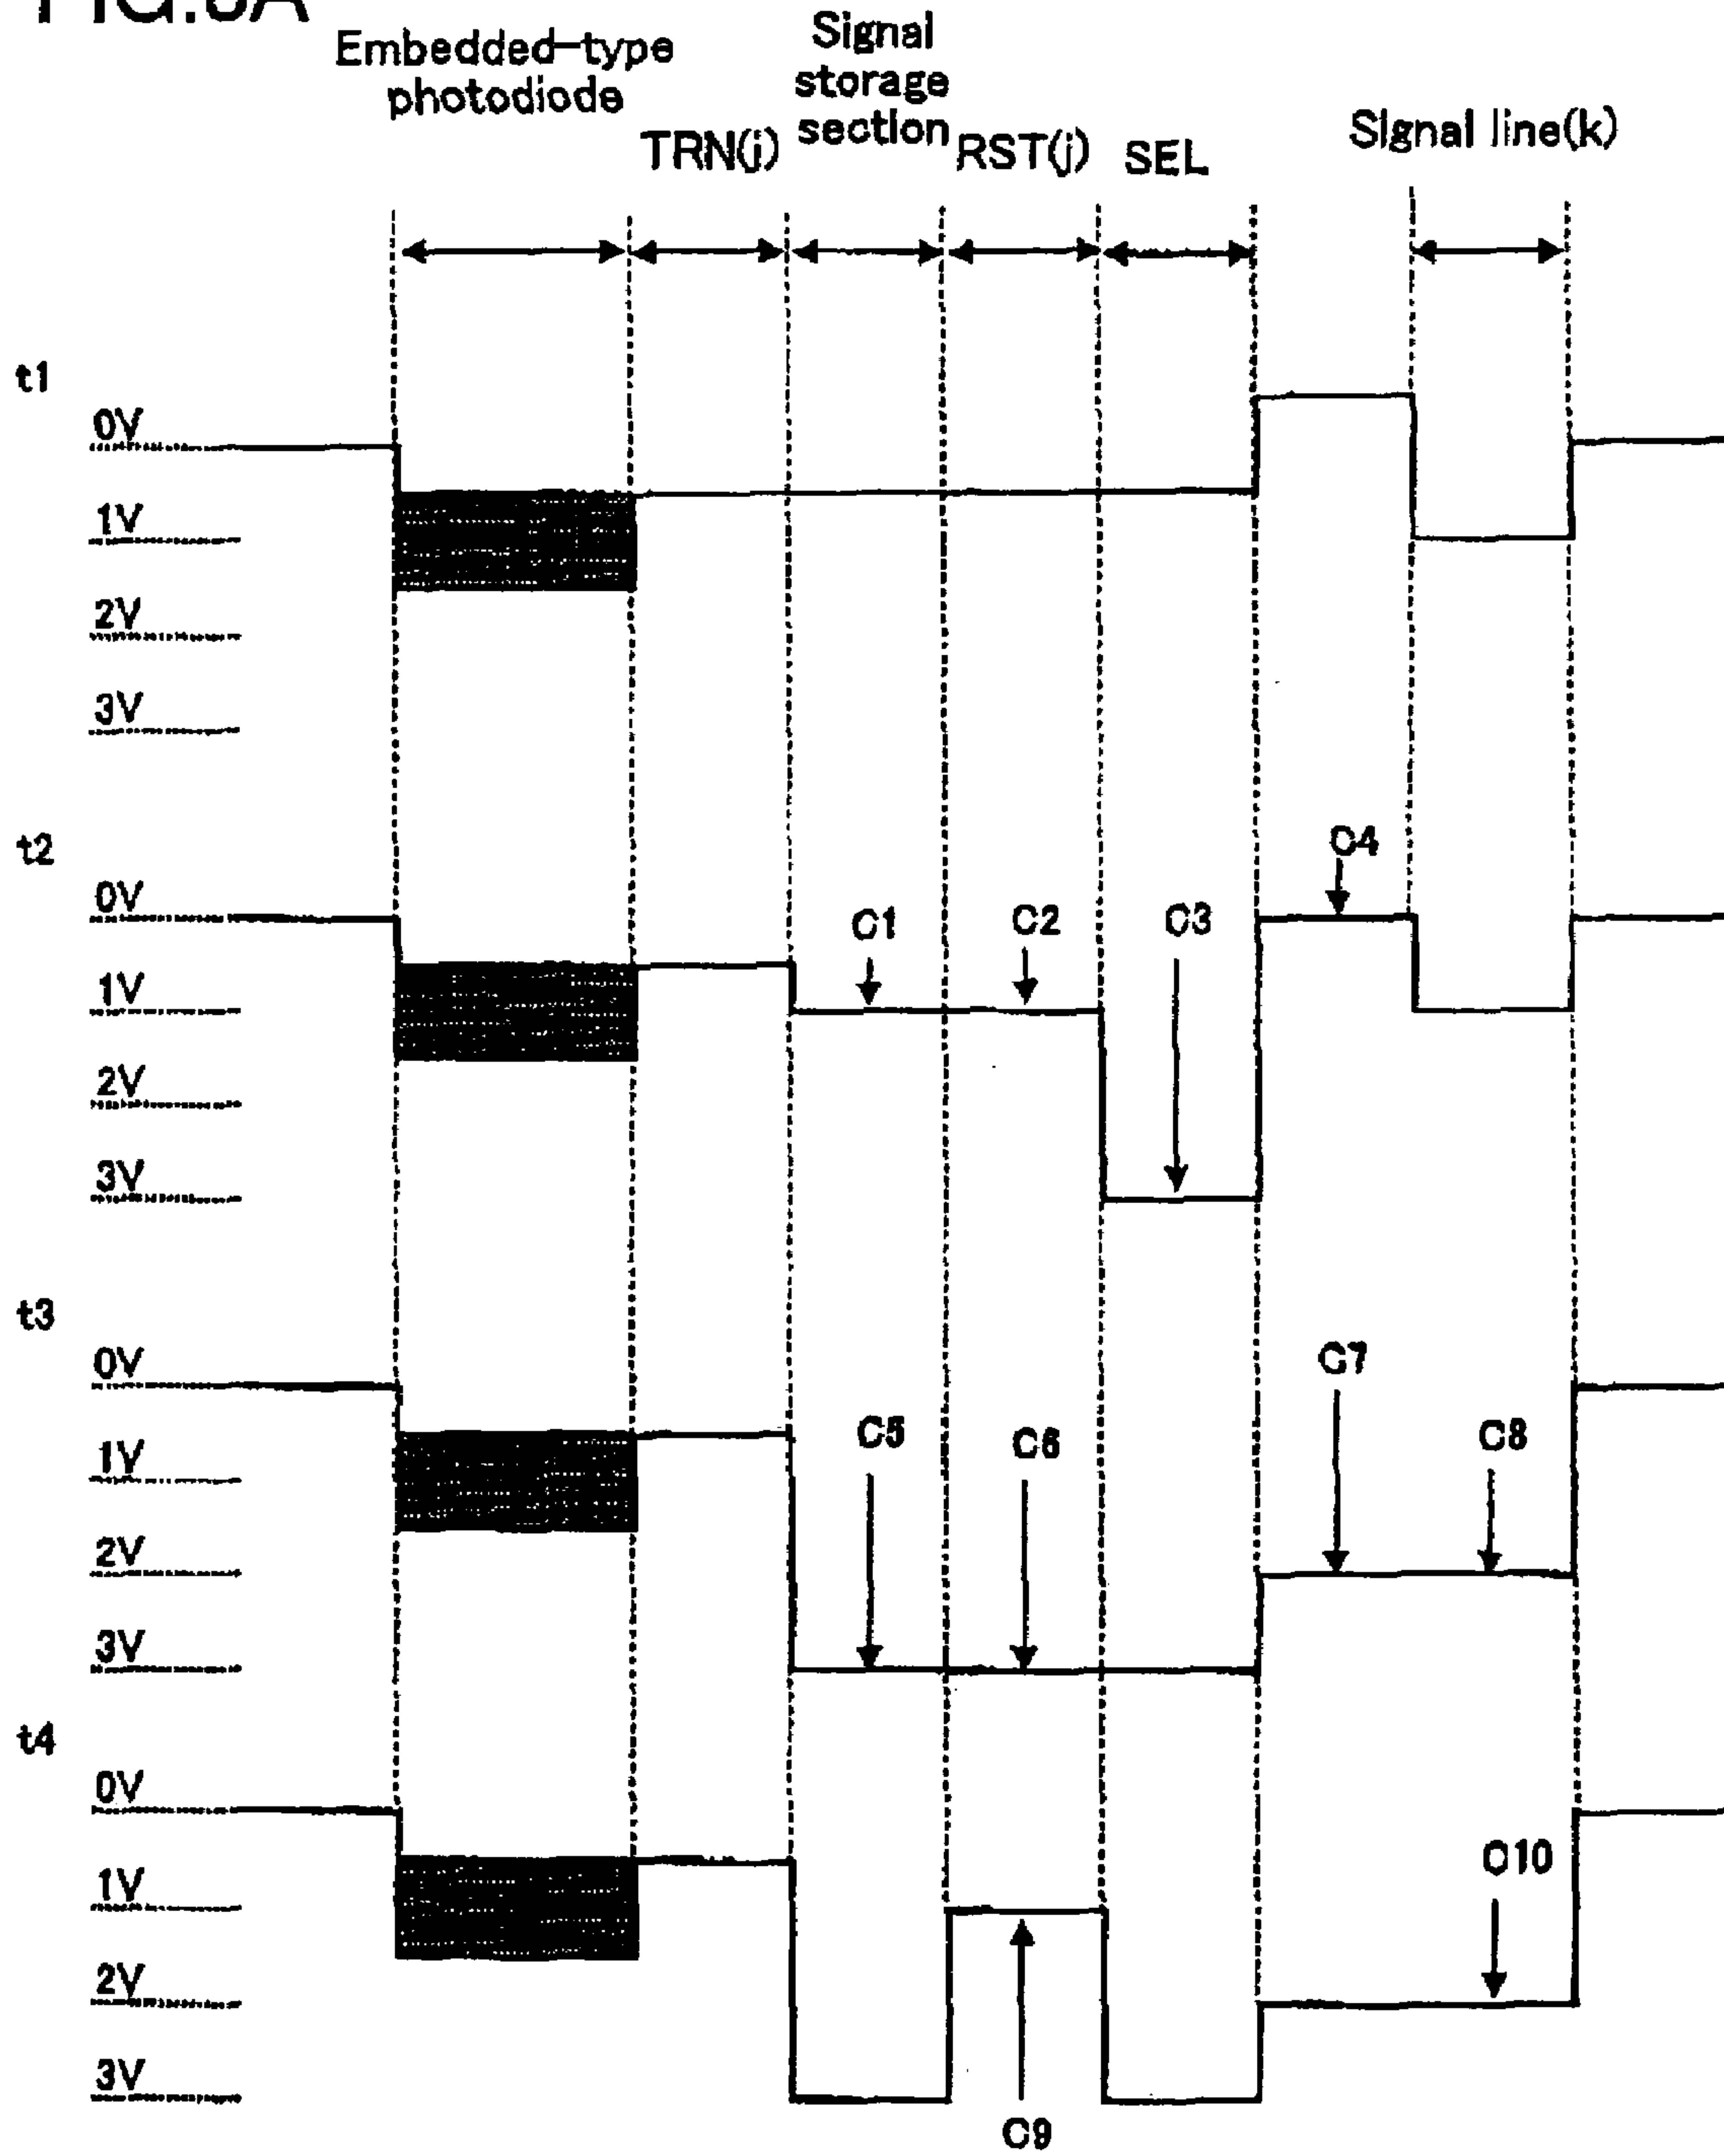 Embedded-type
photodiode
TRN(j)
Signal
storage
section
RST(j)
SEL
Signal line(k)
t1
0V
1V
2V
3V
t2
0V
1V
2V
3V
C1
C2
C3
C4
t3
0V
1V
2V
3V
C5
C6
C7
C8
t4
0V
1V
2V
3V
C9
C10